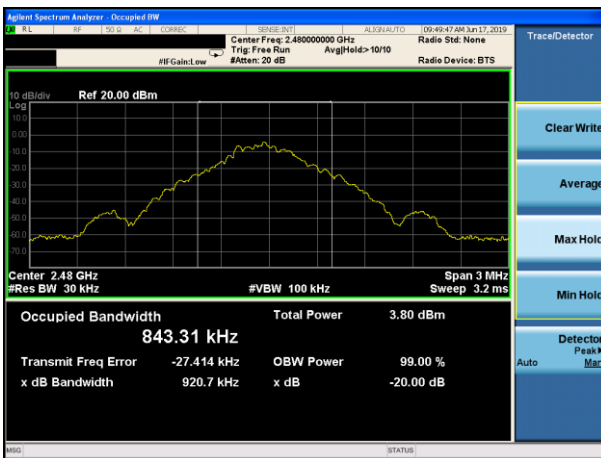 Agilent Spectrum Analyzer - Occupied BW
RL RF 50 Ω AC CORREC SENSE:INT ALIGNAUTO 09:49:47 AM Jun 17, 2019
Center Freq: 2.480000000 GHz Radio Std: None
Trig: Free Run Avg|Hold:>10/10
#IFGain:Low #Atten: 20 dB Radio Device: BTS
Trace/Detector
10 dB/div Ref 20.00 dBm
Log
10.0
0.00
-10.0
-20.0
-30.0
-40.0
-50.0
-60.0
-70.0
Center 2.48 GHz Span 3 MHz
#Res BW 30 kHz #VBW 100 kHz Sweep 3.2 ms
Occupied Bandwidth Total Power 3.80 dBm
843.31 kHz
Transmit Freq Error -27.414 kHz OBW Power 99.00 %
x dB Bandwidth 920.7 kHz x dB -20.00 dB
Clear Write
Average
Max Hold
Min Hold
Detector
Peak
Auto Man
MSG STATUS